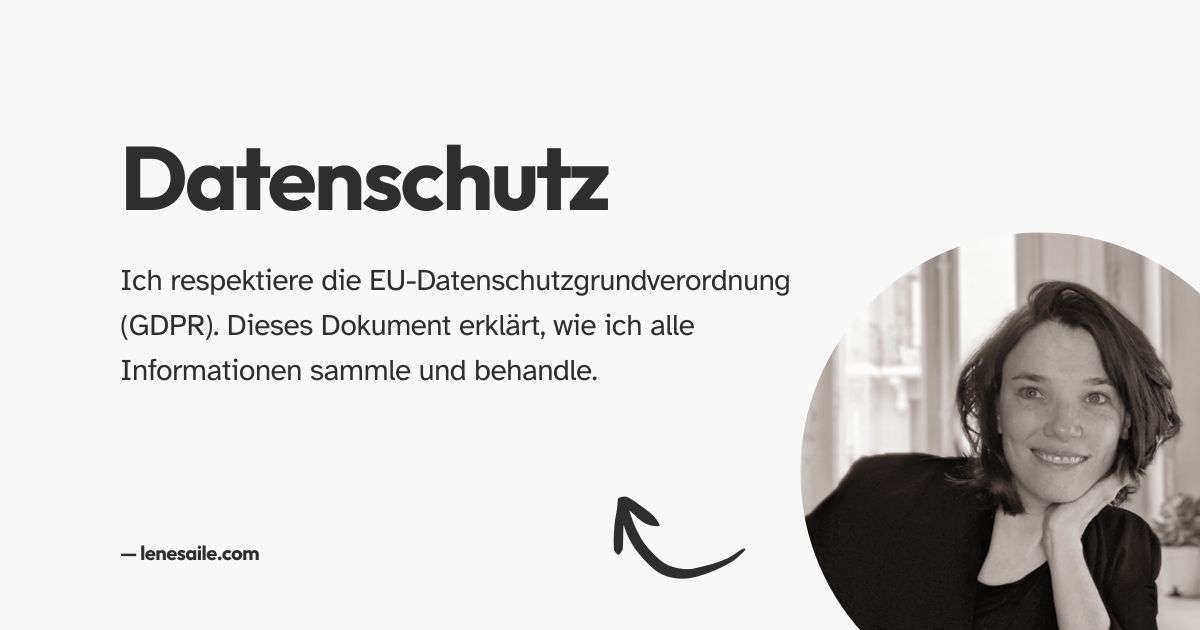 Datenschutz
Ich respektiere die EU-Datenschutzgrundverordnung
(GDPR). Dieses Dokument erklärt, wie ich alle
Informationen sammle und behandle.
— lenesaile.com